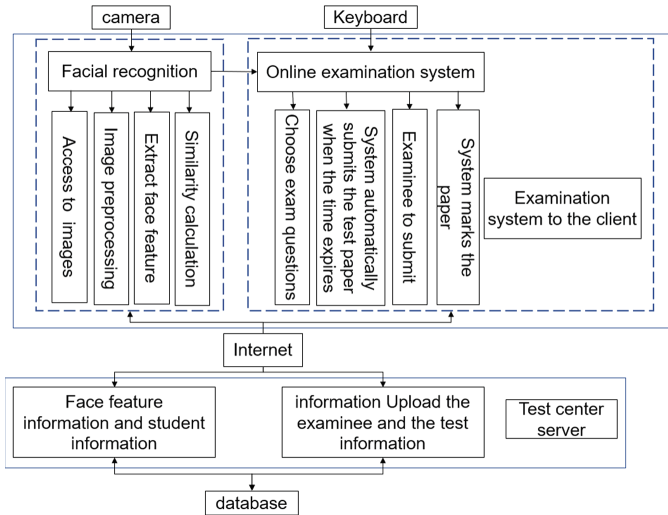 camera
Keyboard
Facial recognition
Online examination system
Access to images
Image preprocessing
Extract face feature
Similarity calculation
Choose exam questions
System automatically
submits the test paper
when the time expires
Examinee to submit
System marks the
paper
Examination
system to the client
Internet
Face feature
information and student
information
information Upload the
examinee and the test
information
Test center
server
database